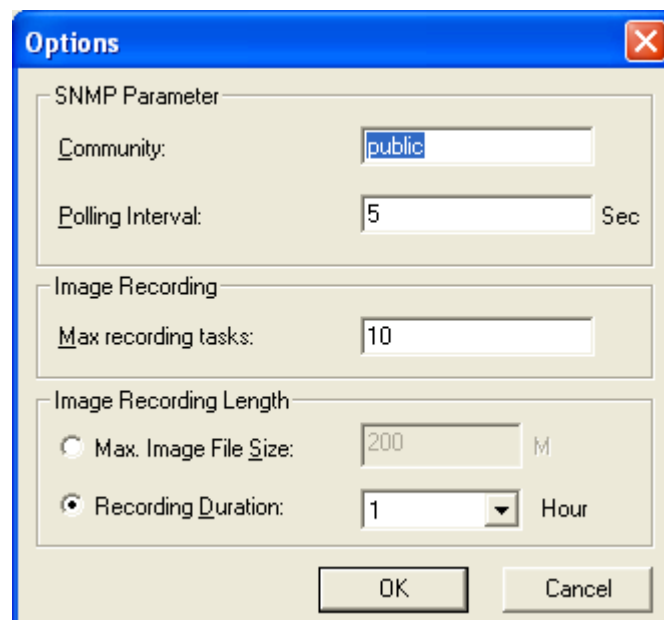 Options
SNMP Parameter
Community: public
Polling Interval: 5 Sec
Image Recording
Max recording tasks: 10
Image Recording Length
Max. Image File Size: 200 M
Recording Duration: 1 Hour
OK Cancel